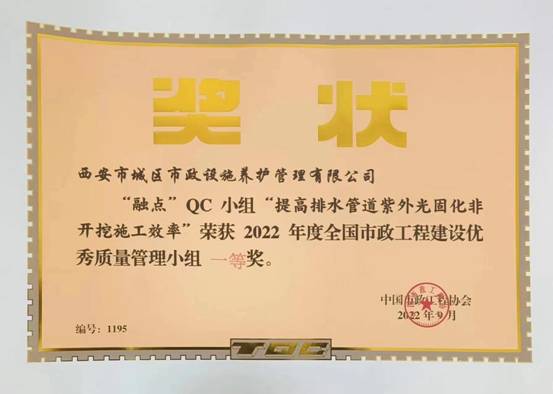 奖状
西安市城区市政设施养护管理有限公司
“融点”QC 小组“提高排水管道紫外光固化非
开挖施工效率”荣获 2022 年度全国市政工程建设优
秀质量管理小组 一等奖。
中国市政工程协会
2022 年 9 月
编号：1195
TQC